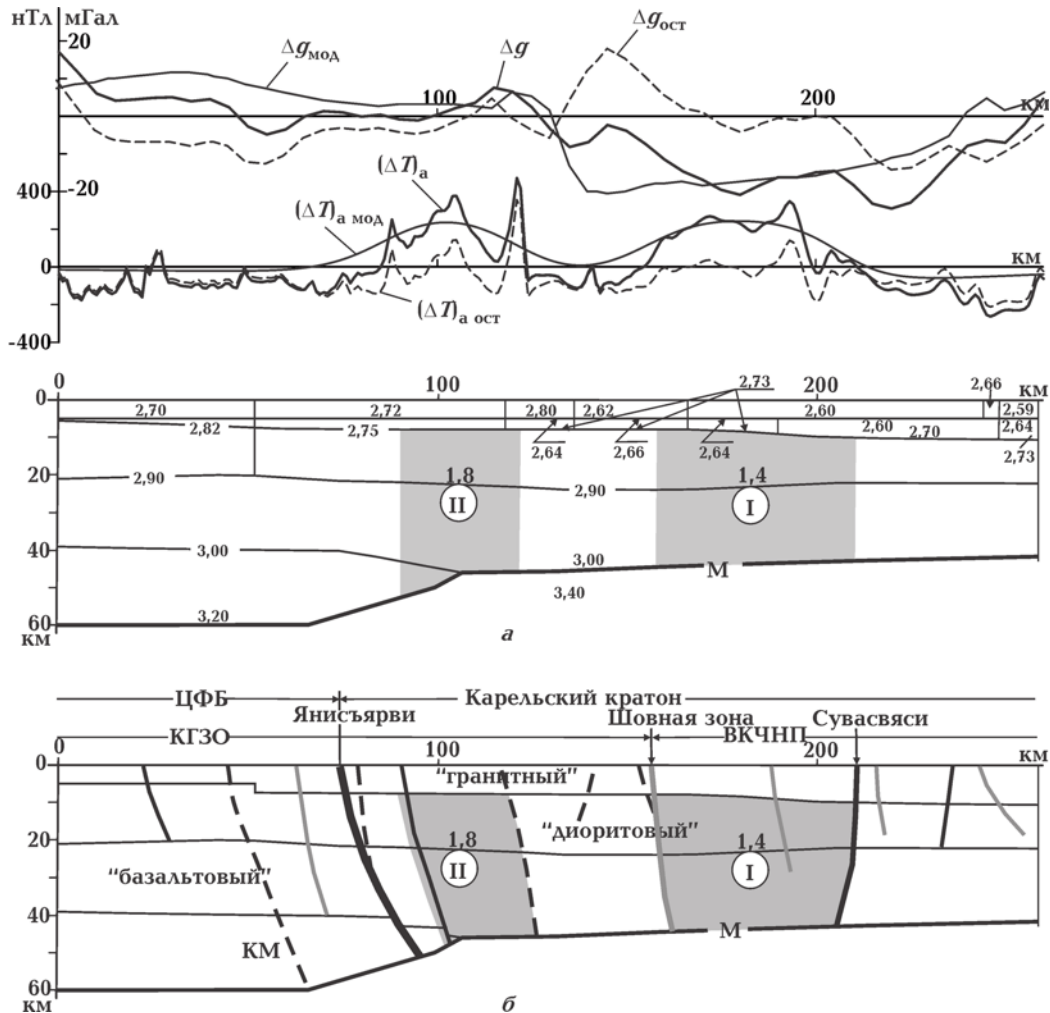 нТл мГал
20
Δgмод Δg Δgост
100 200 км
400 -20
(ΔT)а
(ΔT)а мод
0 км
(ΔT)а ост
-400
0 100 200 км
2,73 2,66
0 2,70 2,72 2,80 2,62 2,60 2,59
2,82 2,75 2,60 2,70 2,64
2,64 2,66 2,64 2,73
20 1,8 1,4
2,90 II 2,90 I
40 3,00 3,00 М
3,40
60 3,20
км а
ЦФБ Карельский кратон
Янисъярви Шовная зона Сувасвяси
КГЗО ВКЧНП
0 100 200 км
0 "гранитный"
20 1,8 "диоритовый" 1,4
"базальтовый" II I
40
КМ М
60
км б